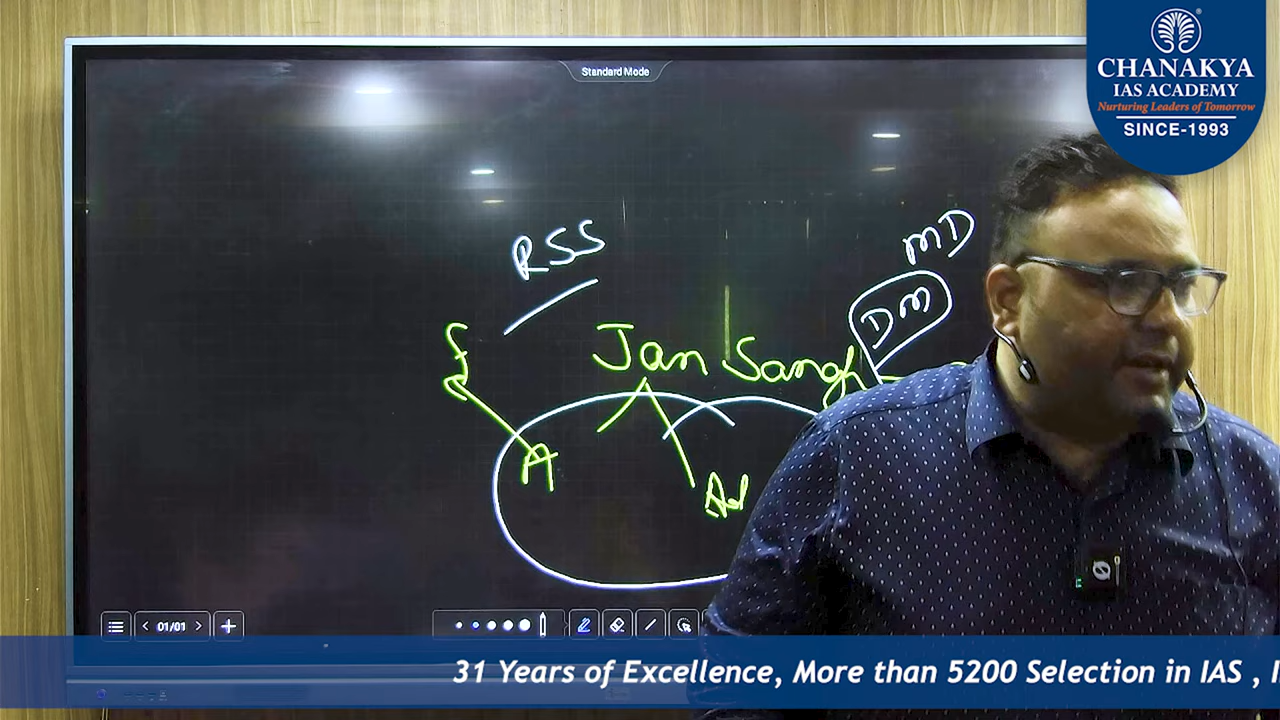 CHANAKYA
IAS ACADEMY
Nurturing Leaders of Tomorrow
SINCE-1993
Standard Mode
RSS
MD
DM
Jan Sangh
A
01/01
31 Years of Excellence, More than 5200 Selection in IAS ,